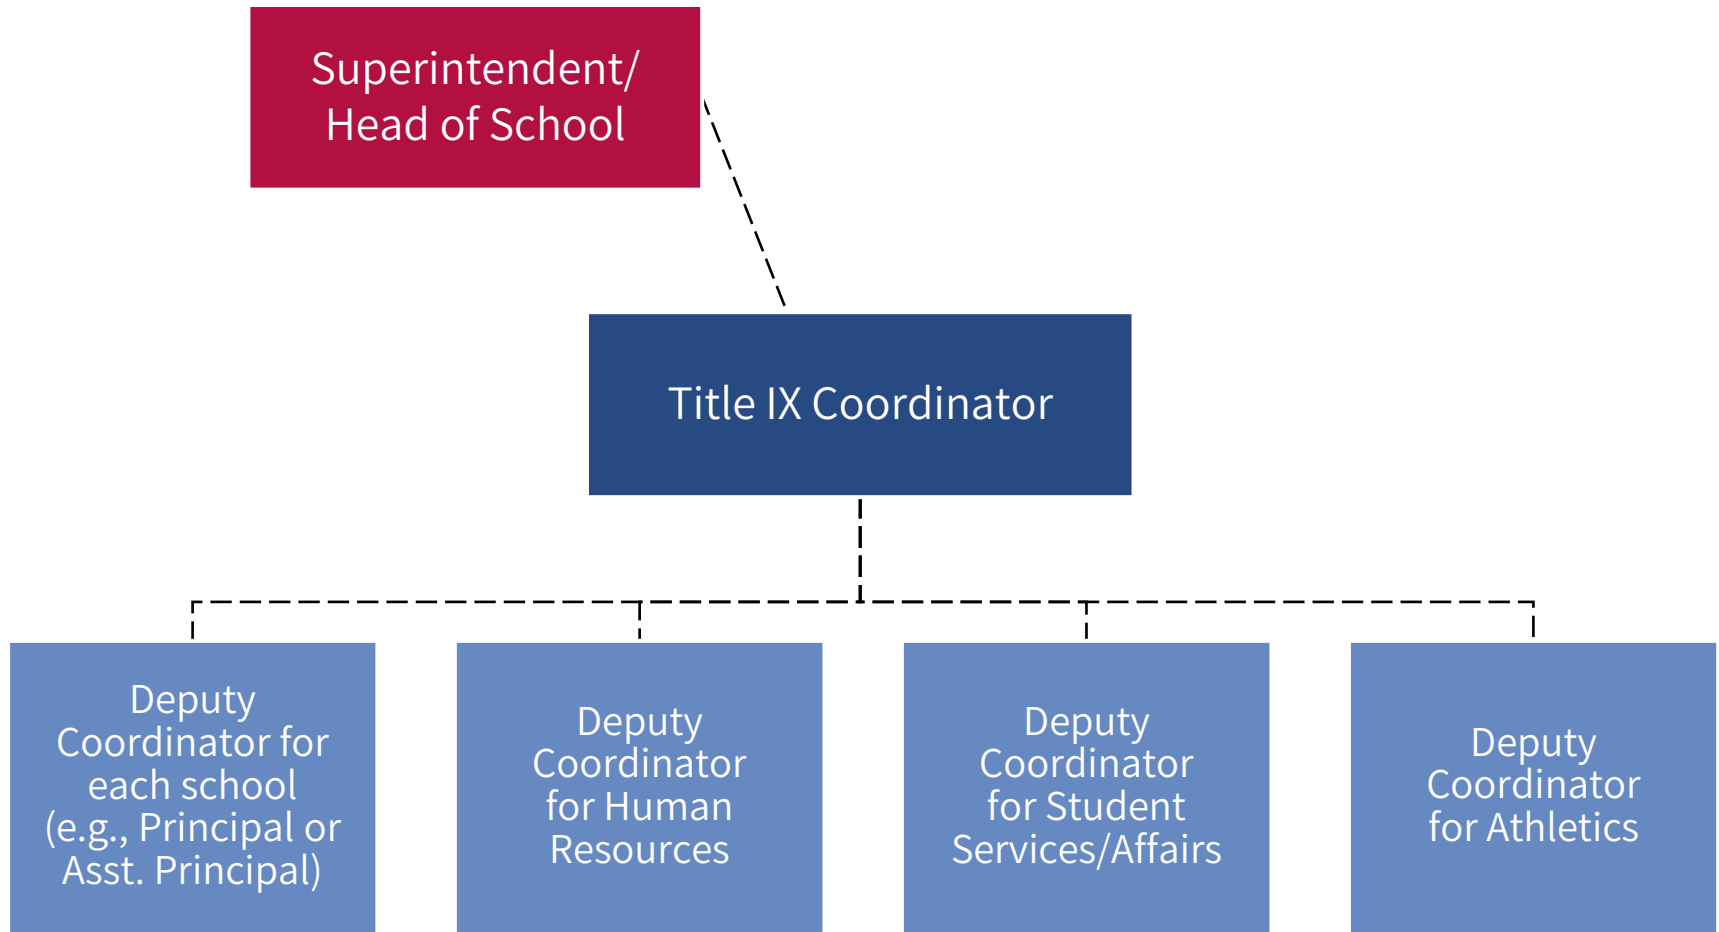 Superintendent/
Head of School
Title IX Coordinator
Deputy
Coordinator for
each school
(e.g., Principal or
Asst. Principal)
Deputy
Coordinator
for Human
Resources
Deputy
Coordinator
for Student
Services/Affairs
Deputy
Coordinator
for Athletics